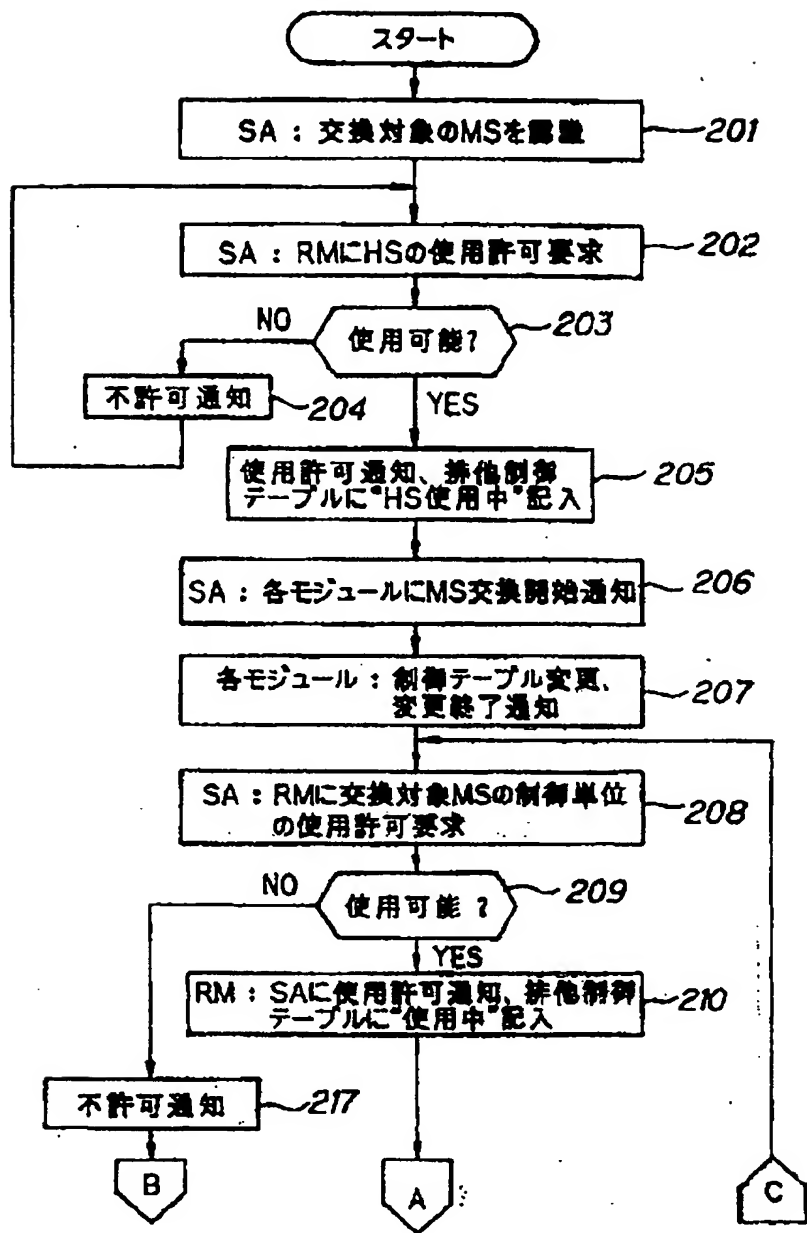 スタート
SA : 交換対象のMSを認識
201
SA : RMにHSの使用許可要求
202
使用可能?
203
NO
不許可通知
204
YES
使用許可通知、排他制御
テーブルに"HS使用中"記入
205
SA : 各モジュールにMS交換開始通知
206
各モジュール : 制御テーブル変更、
変更終了通知
207
SA : RMに交換対象MSの制御単位
の使用許可要求
208
使用可能 ?
209
NO
YES
RM : SAに使用許可通知、排他制御
テーブルに"使用中"記入
210
不許可通知
217
B
A
C